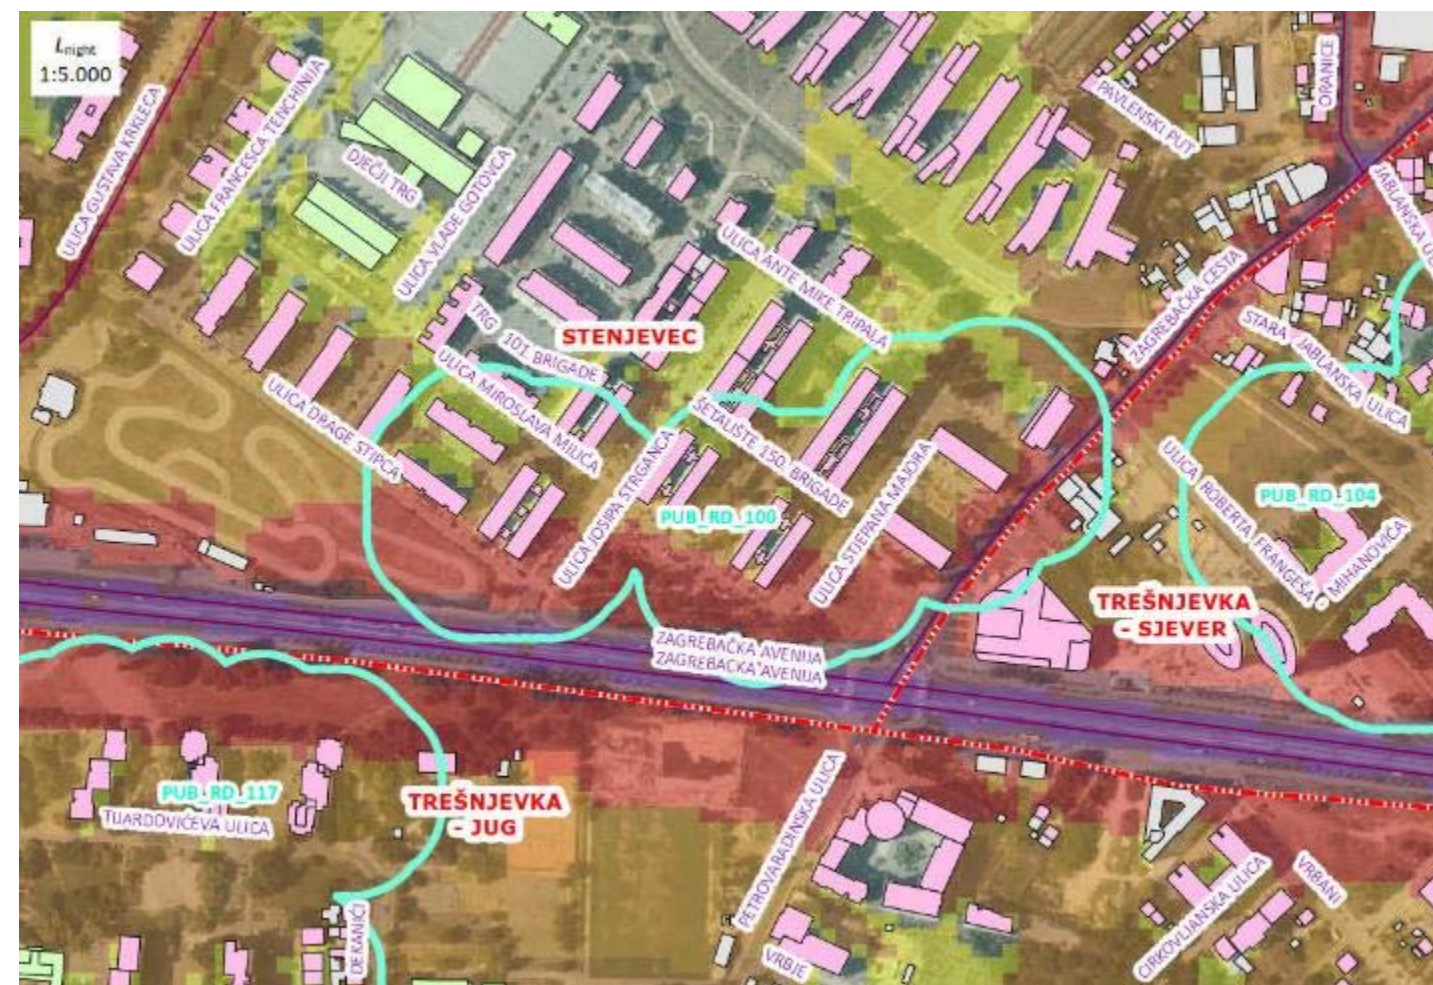 Lnight
1:5.000
ULICA GUSTAVA KRKLECA
ULICA FRANCESCA TENCHINIJA
DJEČJI TRG
ULICA VLADE GOTOVCA
PAVLENSKI PUT
ORANICE
JABLANSKA
ULICA ANTE MIKE TRIPALA
ZAGREBAČKA CESTA
STENJEVEC
TRG 101. BRIGADE
ULICA MIROSLAVA MILIĆA
ULICA DRAGE STIPCA
STARA JABLANSKA ULICA
ŠETALIŠTE 150. BRIGADE
ULICA JOSIPA STRGANCA
ULICA STJEPANA MAJDRA
PUB_RD_100
PUB_RD_104
ULICA ROBERTA FRANGEŠA - MIHANOVIĆA
TREŠNJEVKA
- SJEVER
ZAGREBAČKA AVENIJA
ZAGREBAČKA AVENIJA
PUB_RD_117
TIJARDOVIĆEVA ULICA
TREŠNJEVKA
- JUG
PETROVARADINSKA ULICA
DEKANIĆI
VRBJE
CIRKOVLJANSKA ULICA
VRBANI